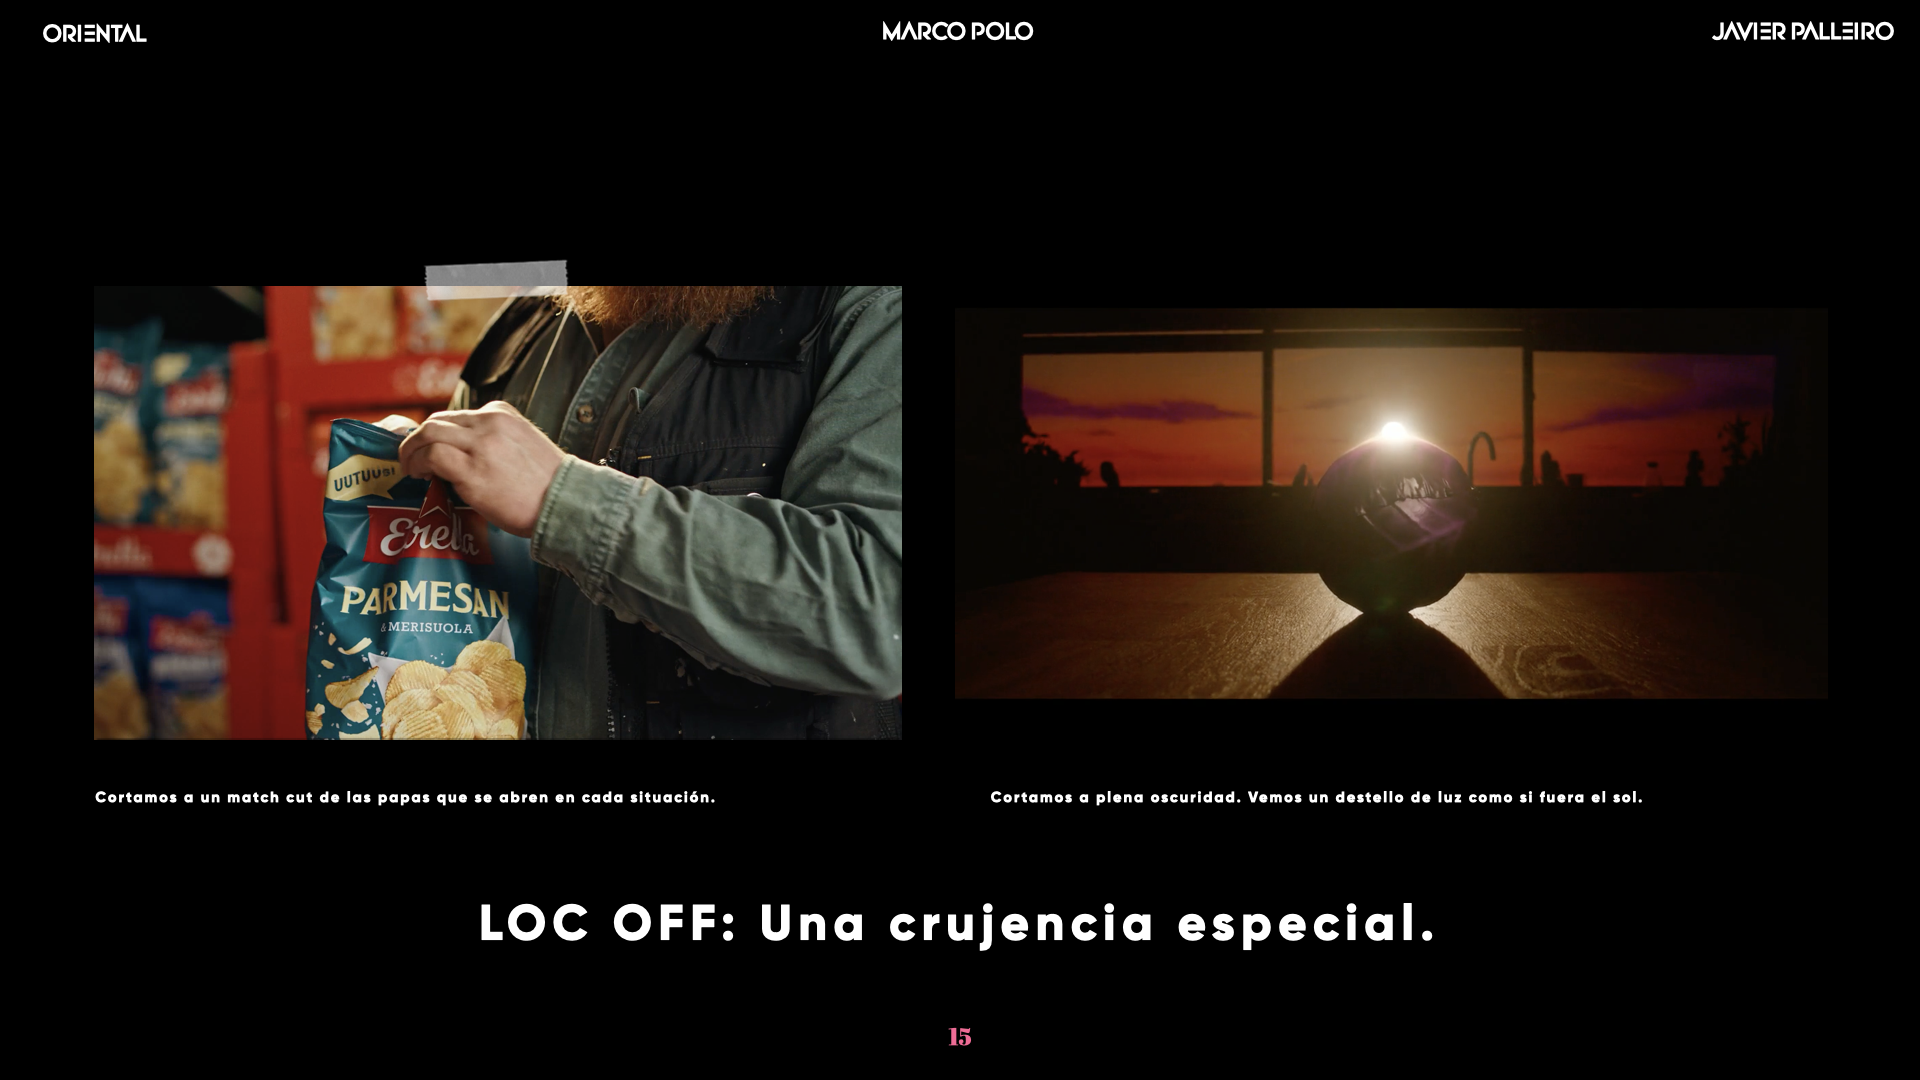 ORIENTAL
MARCO POLO
JAVIER PALLEIRO
UUTUUS!
Estrella
PARMESAN
& MERISUOLA
Cortamos a un match cut de las papas que se abren en cada situación.
Cortamos a plena oscuridad. Vemos un destello de luz como si fuera el sol.
LOC OFF: Una crujencia especial.
15